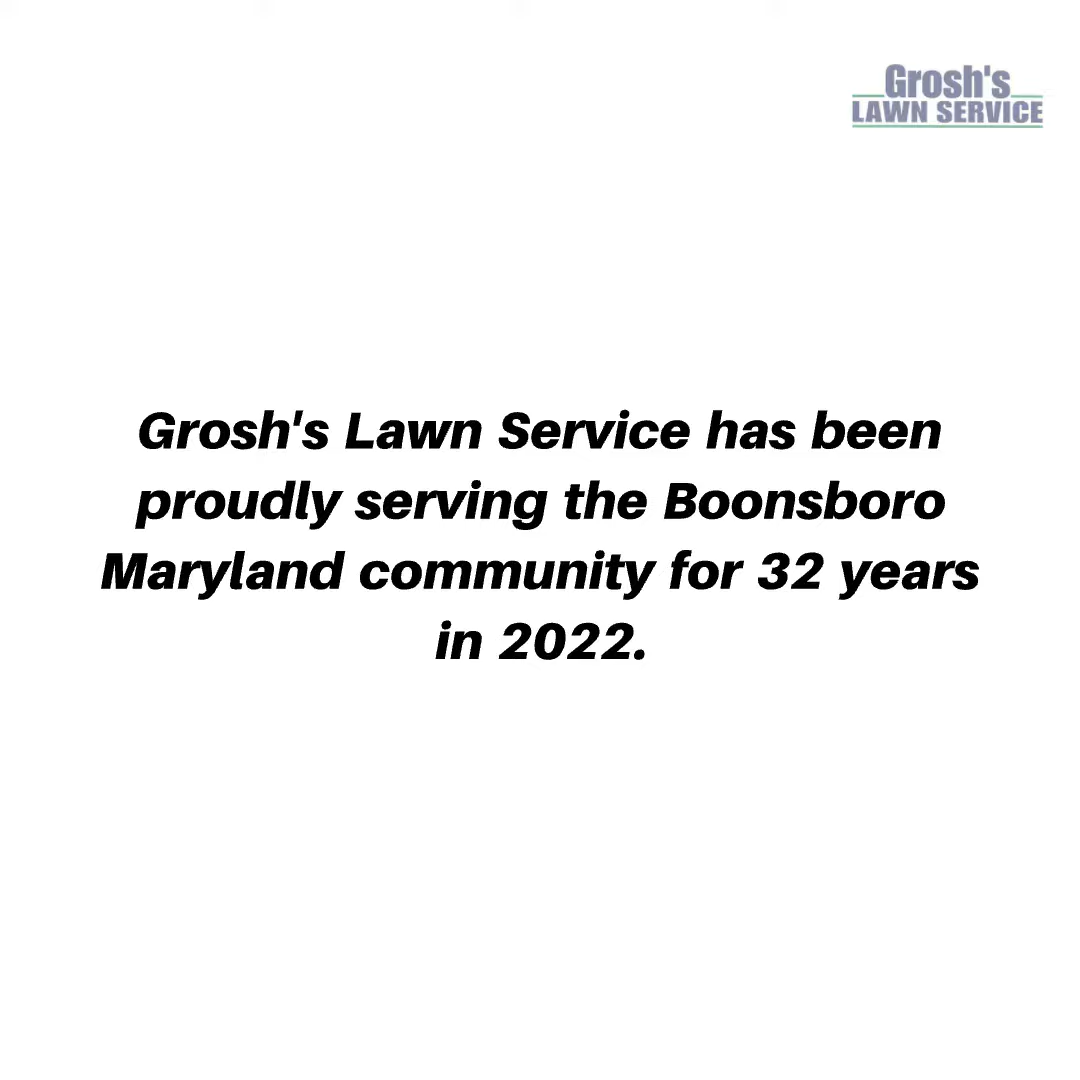 Grosh's
LAWN SERVICE
Grosh's Lawn Service has been
proudly serving the Boonsboro
Maryland community for 32 years
in 2022.